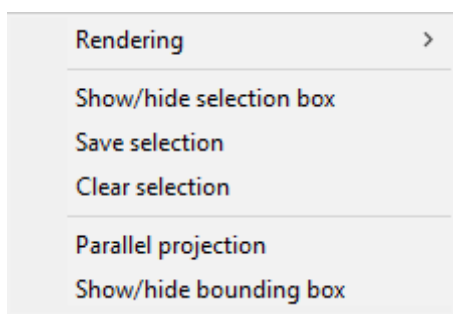 Rendering
Show/hide selection box
Save selection
Clear selection
Parallel projection
Show/hide bounding box